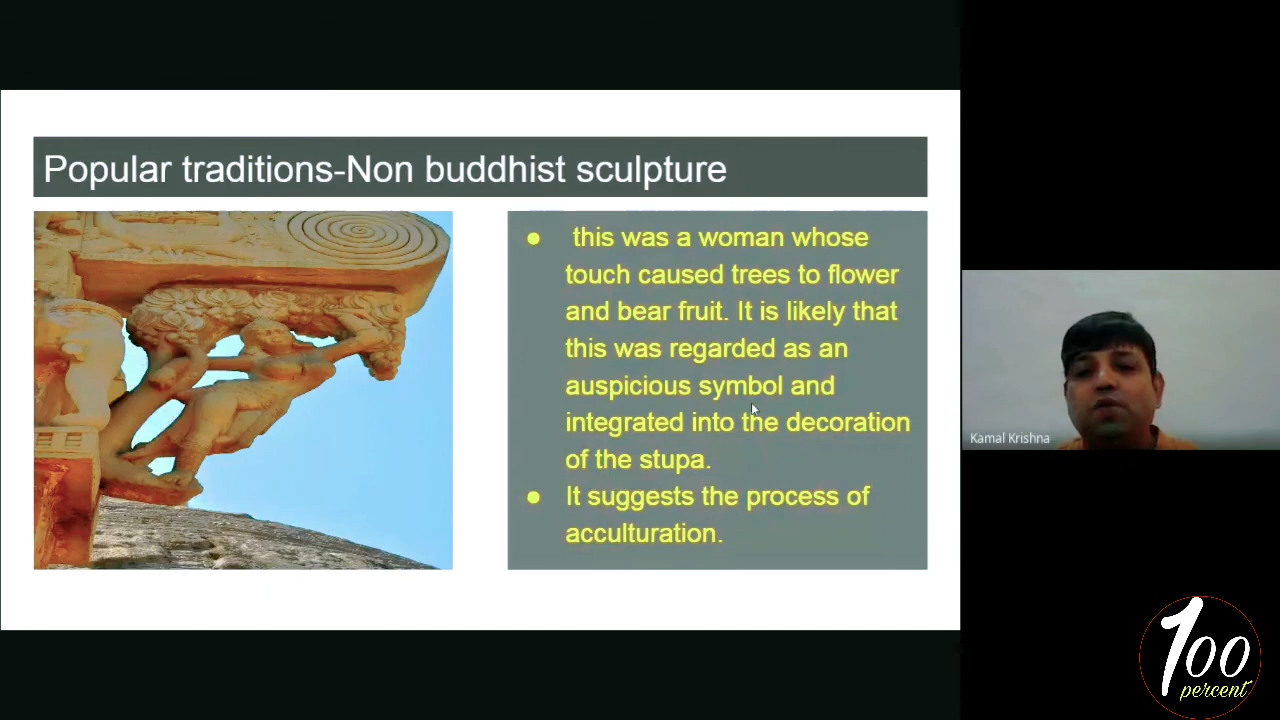 Popular traditions-Non buddhist sculpture
● this was a woman whose
touch caused trees to flower
and bear fruit. It is likely that
this was regarded as an
auspicious symbol and
integrated into the decoration
of the stupa.
● It suggests the process of
acculturation.
Kamal Krishna
100
percent